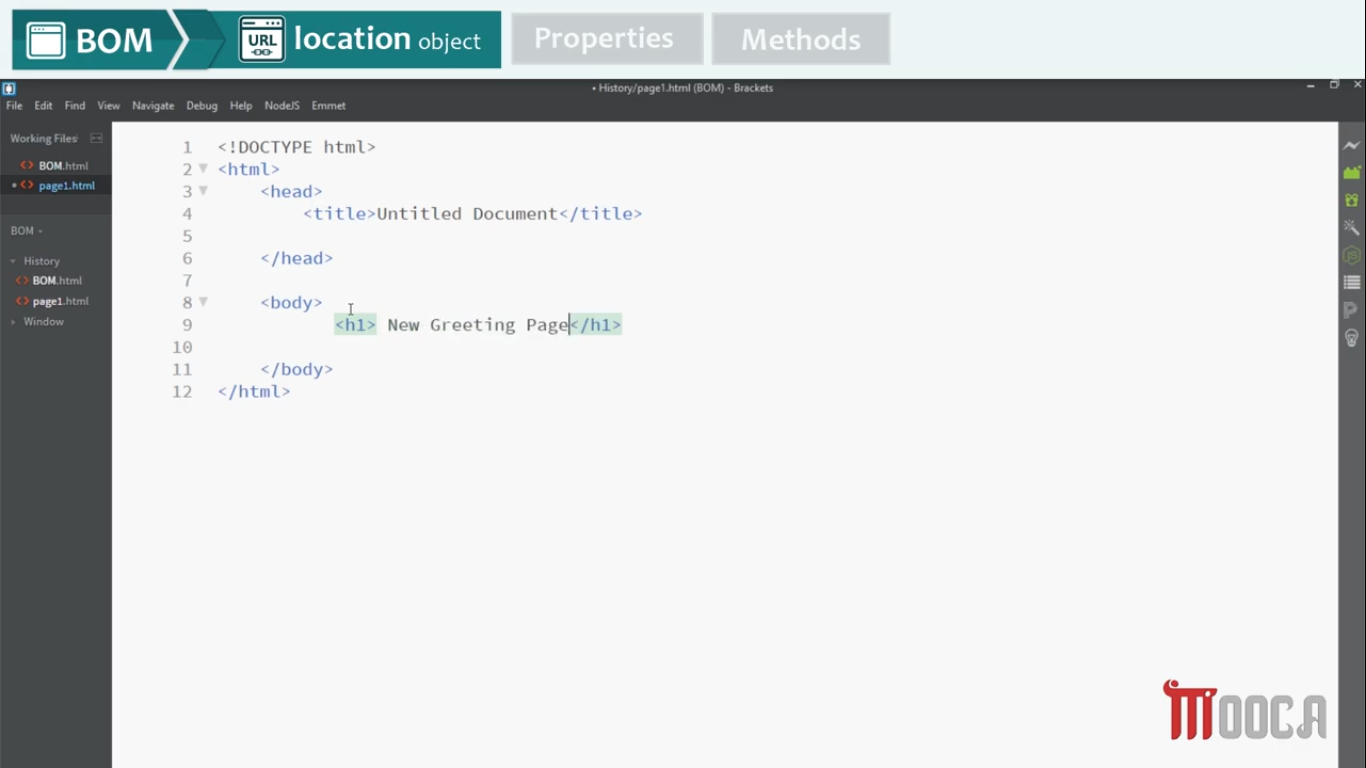 BOM URL location object Properties Methods
• History/page1.html (BOM) - Brackets
File Edit Find View Navigate Debug Help NodeJS Emmet
Working Files
BOM.html
page1.html
BOM
History
BOM.html
page1.html
Window
1 <!DOCTYPE html>
2 <html>
3 <head>
4 <title>Untitled Document</title>
5
6 </head>
7
8 <body>
9 <h1> New Greeting Page</h1>
10
11 </body>
12 </html>
MOOCA